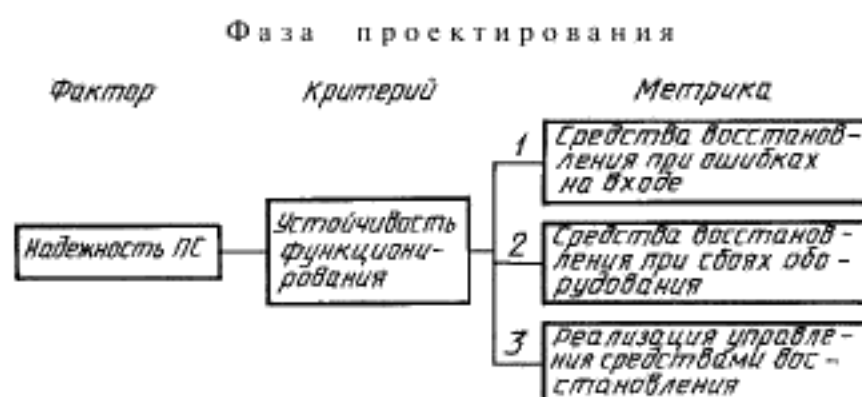 Фаза проектирования
Фактор Критерий Метрика
1 Средства восстанов-
ления при ошибках
на входе
Надежность ПС
Устойчивость
функциони-
рования
2 Средства восстанов-
ления при сбоях обо-
рудования
3 Реализация управле-
ния средствами вос-
становления